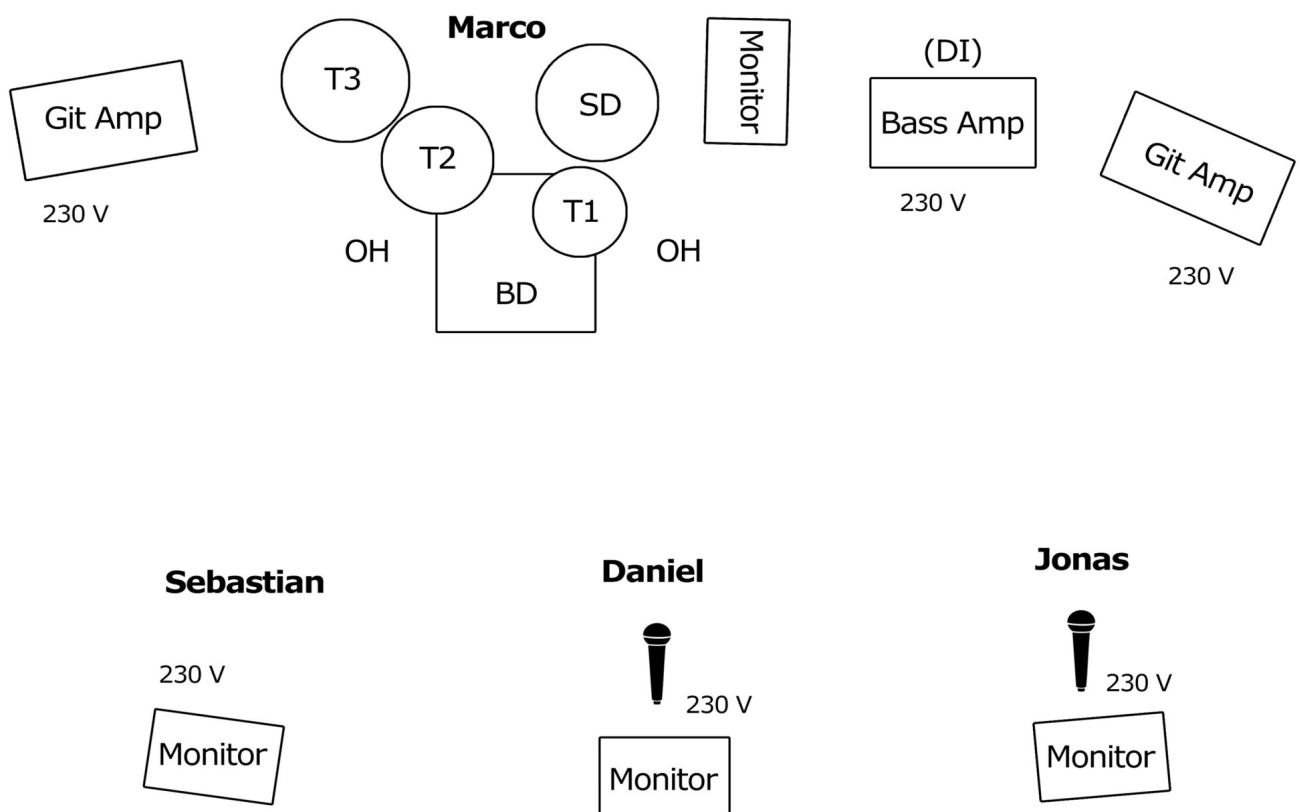 Marco
Monitor
(DI)
T3
SD
Git Amp
Bass Amp
T2
Git Amp
T1
230 V
230 V
OH
OH
230 V
BD
Sebastian
Daniel
Jonas
230 V
230 V
230 V
Monitor
Monitor
Monitor